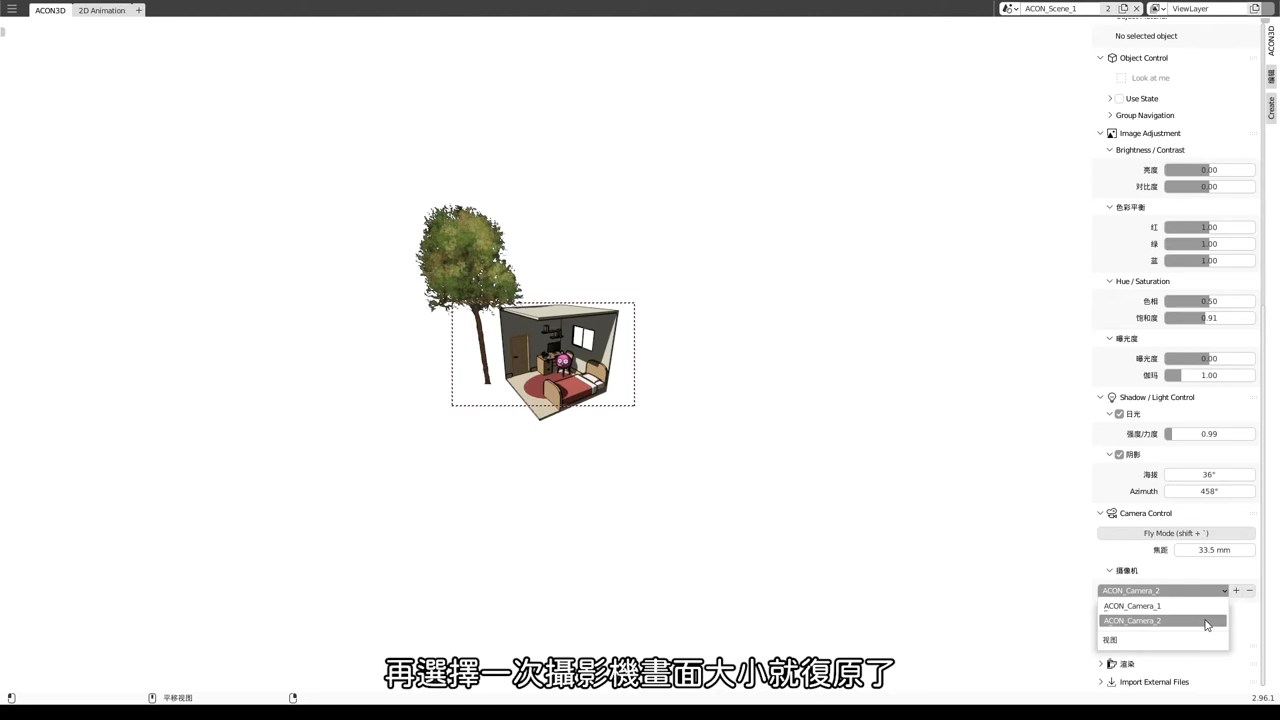 ACON3D
2D Animation
+
ACON_Scene_1
2
ViewLayer
No selected object
Object Control
Look at me
Use State
Group Navigation
Image Adjustment
Brightness / Contrast
亮度 0.00
对比度 0.00
色彩平衡
红 1.00
绿 1.00
蓝 1.00
Hue / Saturation
色相 0.50
饱和度 0.91
曝光度
曝光度 0.00
伽玛 1.00
Shadow / Light Control
日光
强度/力度 0.99
阴影
海拔 36°
Azimuth 458°
Camera Control
Fly Mode (shift + `)
焦距 33.5 mm
摄像机
ACON_Camera_2
ACON_Camera_1
ACON_Camera_2
视图
渲染
Import External Files
ACON3D
编辑
Create
再選擇一次攝影機畫面大小就復原了
平移视图
2.96.1